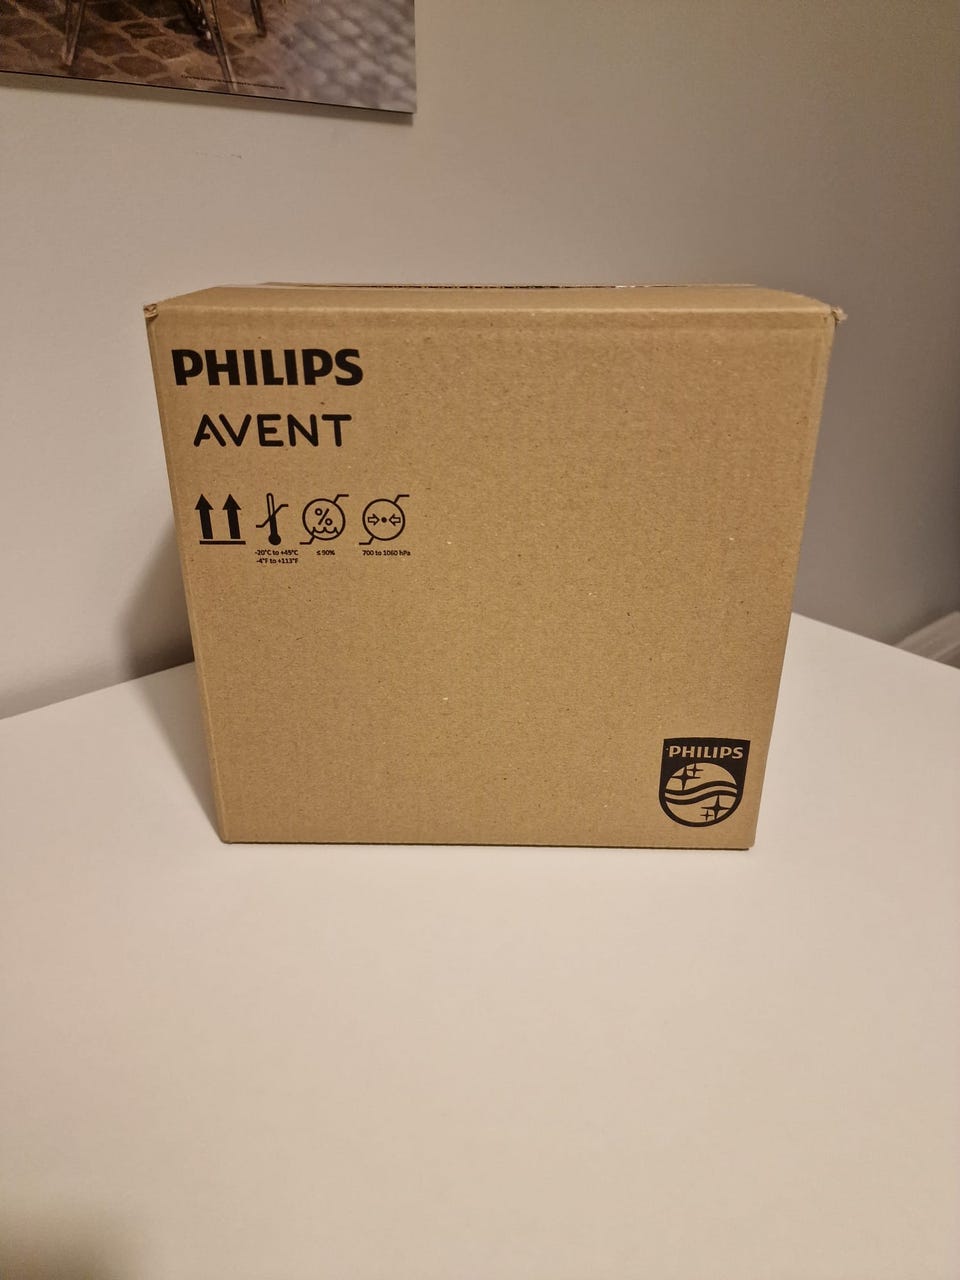 PHILIPS
AVENT
%
-20°C to +45°C
-4°F to +113°F
≤ 90%
700 to 1060 hPa
PHILIPS